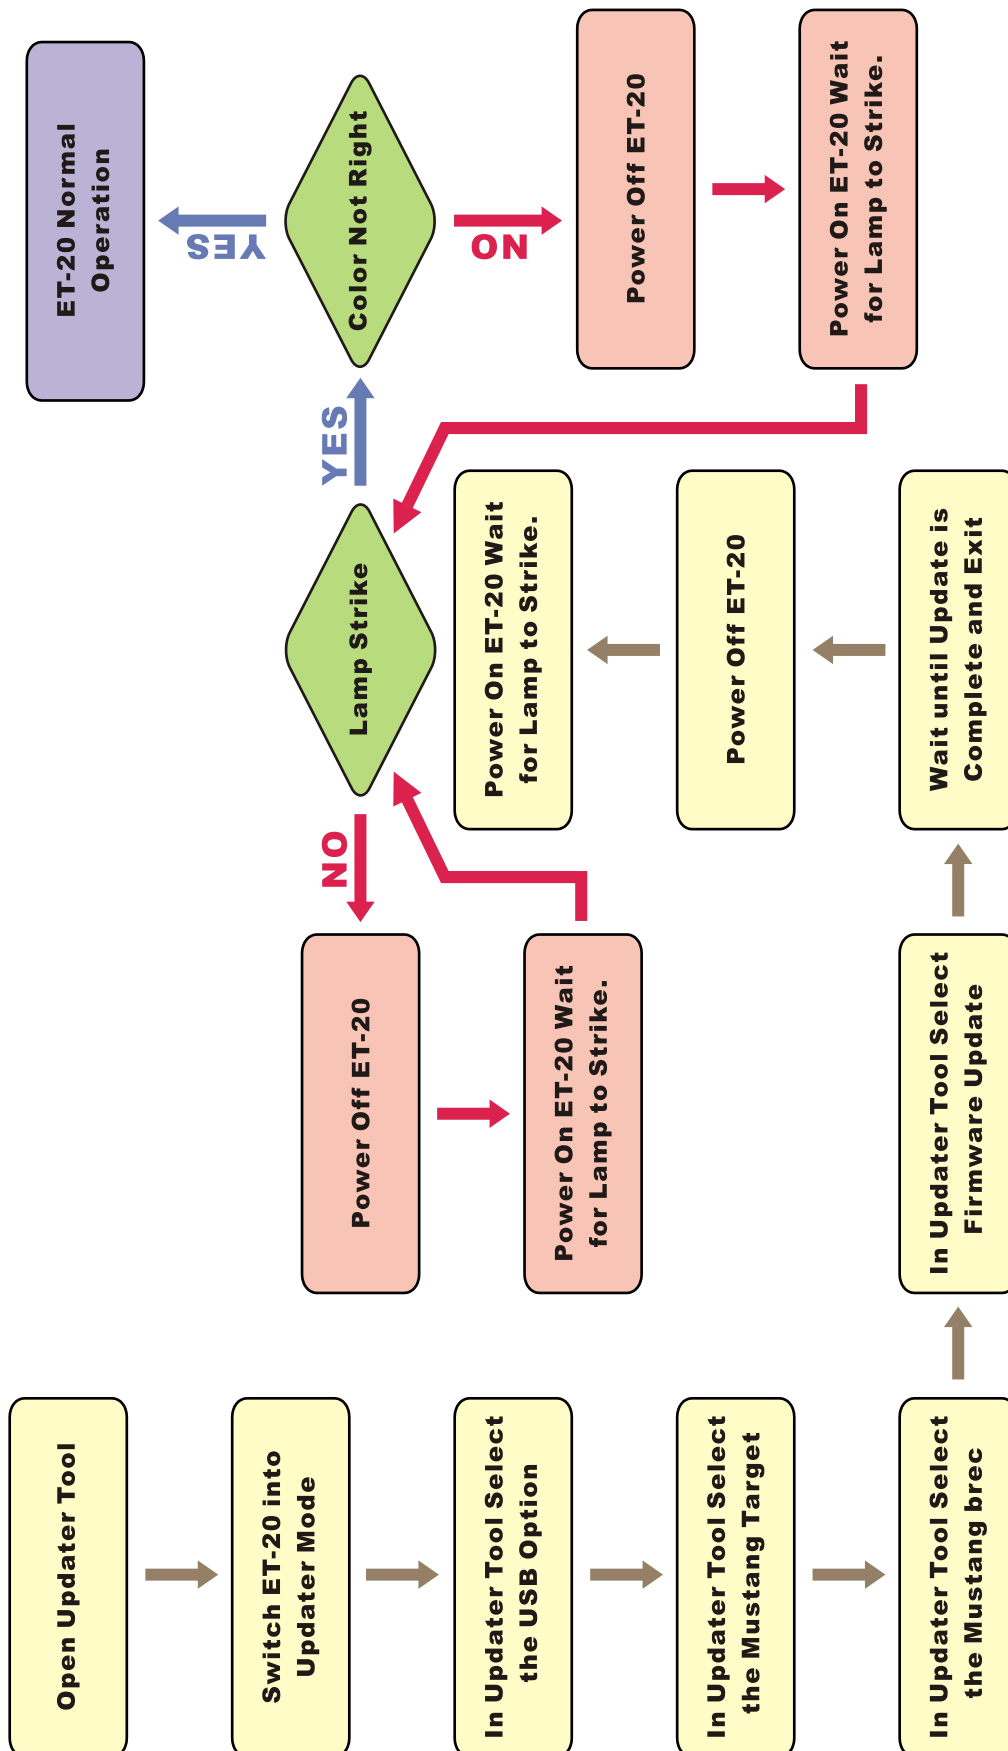 Open Updater Tool
Switch ET-20 into
Updater Mode
In Updater Tool Select
the USB Option
In Updater Tool Select
the Mustang Target
In Updater Tool Select
the Mustang brec
In Updater Tool Select
Firmware Update
Wait until Update is
Complete and Exit
Power Off ET-20
Power On ET-20 Wait
for Lamp to Strike.
Lamp Strike
NO
Power Off ET-20
Power On ET-20 Wait
for Lamp to Strike.
YES
Color Not Right
NO
Power Off ET-20
Power On ET-20 Wait
for Lamp to Strike.
YES
ET-20 Normal
Operation